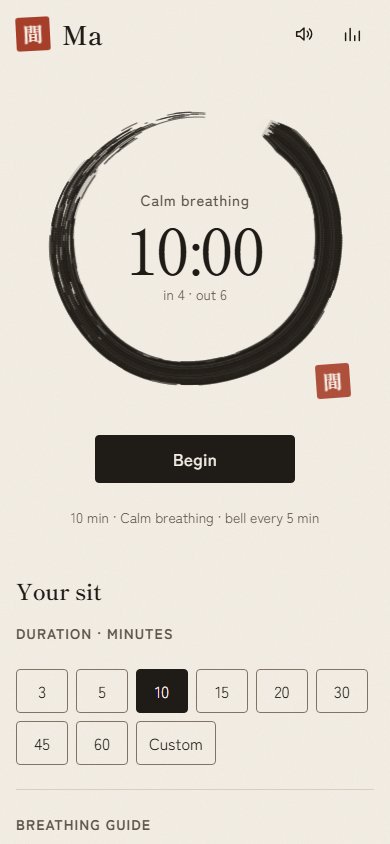 間 Ma
Calm breathing
10:00
in 4 · out 6
間
Begin
10 min · Calm breathing · bell every 5 min
Your sit
DURATION · MINUTES
3 5 10 15 20 30
45 60 Custom
BREATHING GUIDE